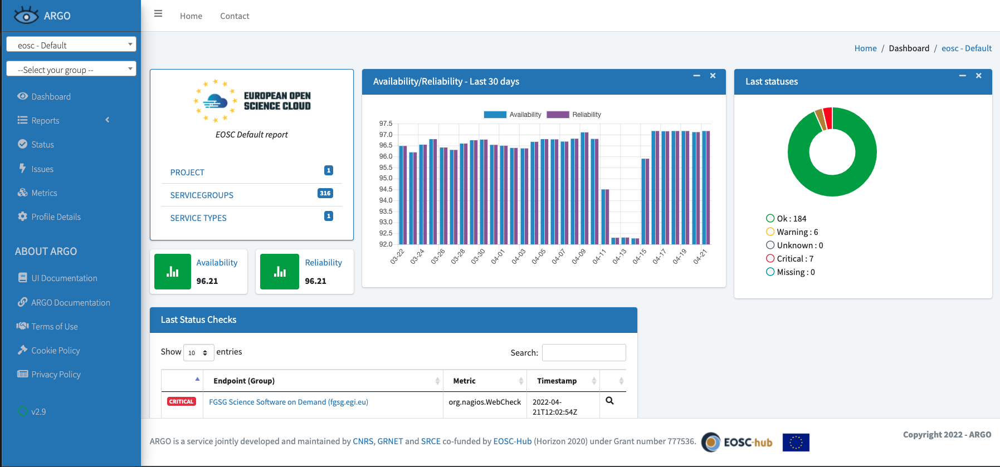 ARGO
Home
Contact
eosc - Default
--Select your group --
Dashboard
Reports
Status
Issues
Metrics
Profile Details
ABOUT ARGO
UI Documentation
ARGO Documentation
Terms of Use
Cookie Policy
Privacy Policy
v2.9
Home / Dashboard / eosc - Default
EUROPEAN OPEN
SCIENCE CLOUD
EOSC Default report
PROJECT 1
SERVICEGROUPS 316
SERVICE TYPES 1
Availability
96.21
Reliability
96.21
Availability/Reliability - Last 30 days
Availability Reliability
97.5
97.0
96.5
96.0
95.5
95.0
94.5
94.0
93.5
93.0
92.5
92.0
03-22 03-24 03-26 03-28 03-30 04-01 04-03 04-05 04-07 04-09 04-11 04-13 04-15 04-17 04-19 04-21
Last statuses
Ok : 184
Warning : 6
Unknown : 0
Critical : 7
Missing : 0
Last Status Checks
Show 10 entries
Search:
Endpoint (Group) Metric Timestamp
CRITICAL FGSG Science Software on Demand (fgsg.egi.eu) org.nagios.WebCheck 2022-04-
21T12:02:54Z
ARGO is a service jointly developed and maintained by CNRS, GRNET and SRCE co-funded by EOSC-Hub (Horizon 2020) under Grant number 777536.
EOSC-hub
Copyright 2022 - ARGO